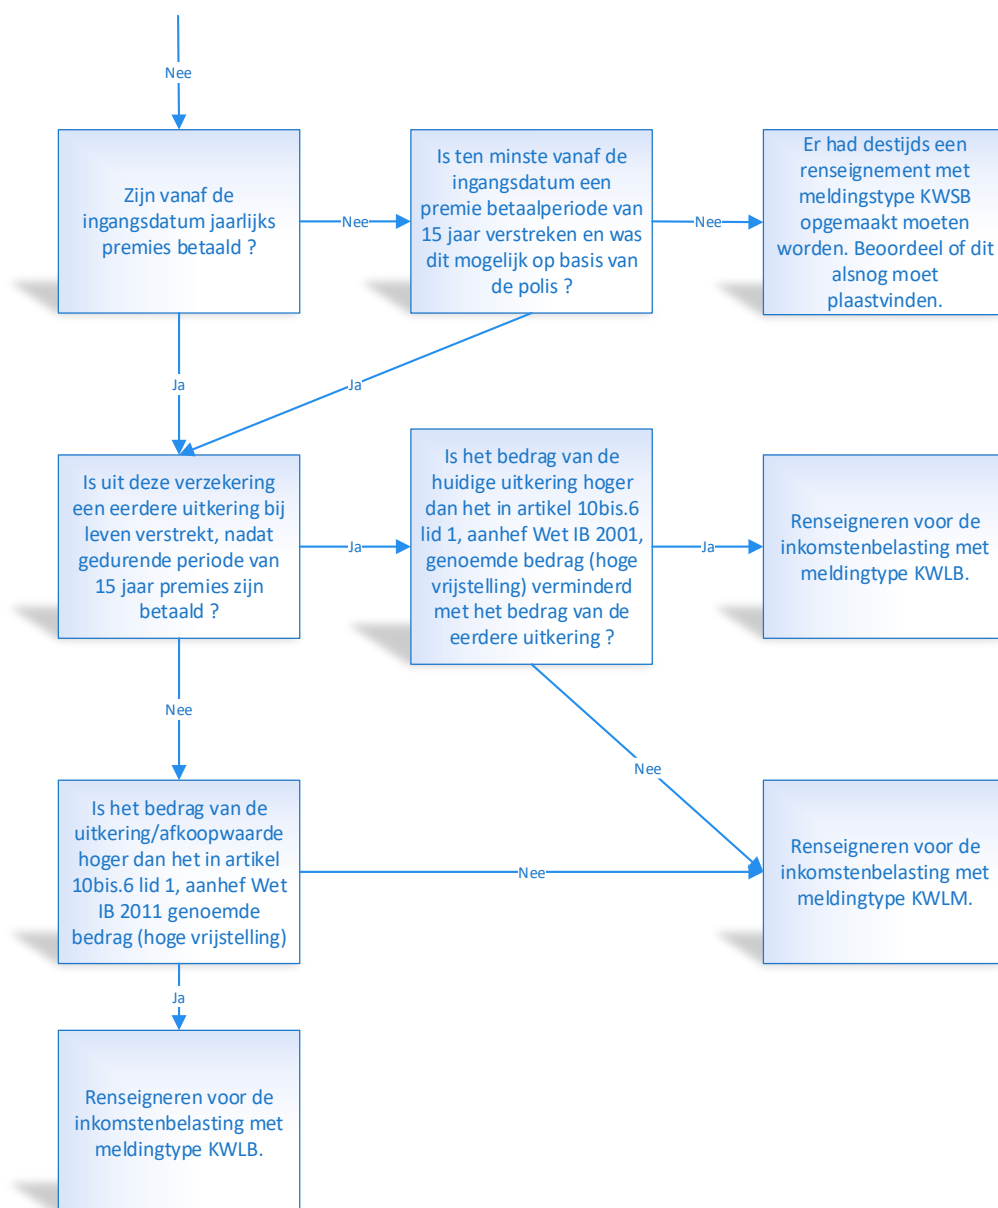 Nee
Zijn vanaf de
ingangsdatum jaarlijks
premies betaald ?
Nee
Is ten minste vanaf de
ingangsdatum een
premie betaalperiode van
15 jaar verstreken en was
dit mogelijk op basis van
de polis ?
Nee
Er had destijds een
renseignement met
meldingstype KWSB
opgemaakt moeten
worden. Beoordeel of dit
alsnog moet
plaastvinden.
Ja
Ja
Is uit deze verzekering
een eerdere uitkering bij
leven verstrekt, nadat
gedurende periode van
15 jaar premies zijn
betaald ?
Ja
Is het bedrag van de
huidige uitkering hoger
dan het in artikel 10bis.6
lid 1, aanhef Wet IB 2001,
genoemde bedrag (hoge
vrijstelling) verminderd
met het bedrag van de
eerdere uitkering ?
Ja
Renseigneren voor de
inkomstenbelasting met
meldingtype KWLB.
Nee
Nee
Is het bedrag van de
uitkering/afkoopwaarde
hoger dan het in artikel
10bis.6 lid 1, aanhef Wet
IB 2011 genoemde
bedrag (hoge vrijstelling)
Nee
Renseigneren voor de
inkomstenbelasting met
meldingtype KWLM.
Ja
Renseigneren voor de
inkomstenbelasting met
meldingtype KWLB.